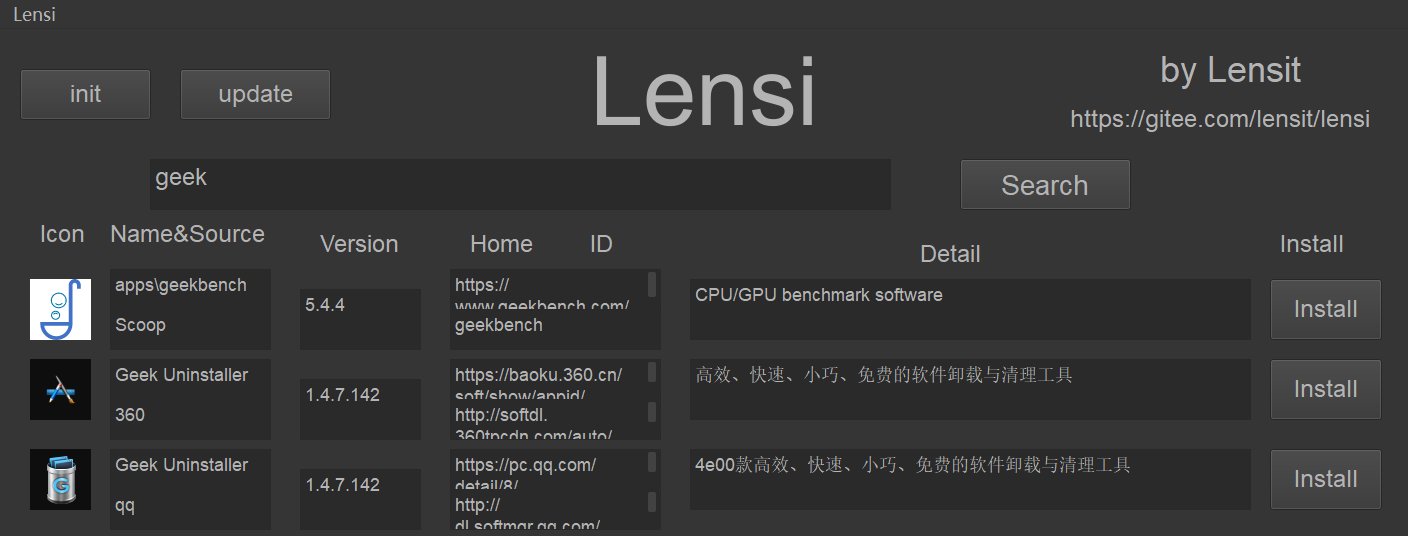 Lensi
init
update
Lensi
by Lensit
https://gitee.com/lensit/lensi
geek
Search
Icon
Name&Source
Version
Home
ID
Detail
Install
apps\geekbench
Scoop
5.4.4
https://
www.geekbench.com/
geekbench
CPU/GPU benchmark software
Install
Geek Uninstaller
360
1.4.7.142
https://baoku.360.cn/
soft/show/appid/
http://softdl.
360tpcdn.com/auto/
高效、快速、小巧、免费的软件卸载与清理工具
Install
Geek Uninstaller
qq
1.4.7.142
https://pc.qq.com/
detail/8/
http://
dl.softmgr.qq.com/
4e00款高效、快速、小巧、免费的软件卸载与清理工具
Install